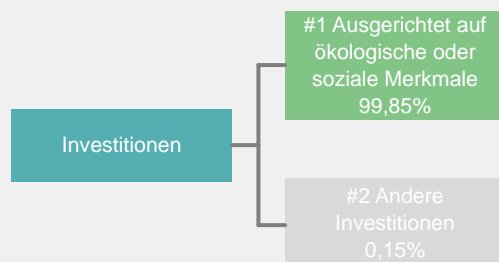 #1 Ausgerichtet auf
ökologische oder
soziale Merkmale
99,85%
Investitionen
#2 Andere
Investitionen
0,15%